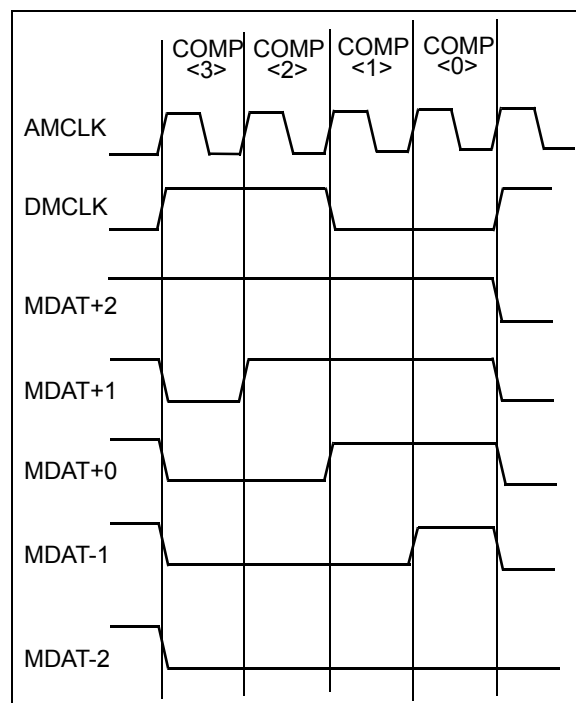 COMP COMP COMP COMP
<3> <2> <1> <0>
AMCLK
DMCLK
MDAT+2
MDAT+1
MDAT+0
MDAT-1
MDAT-2